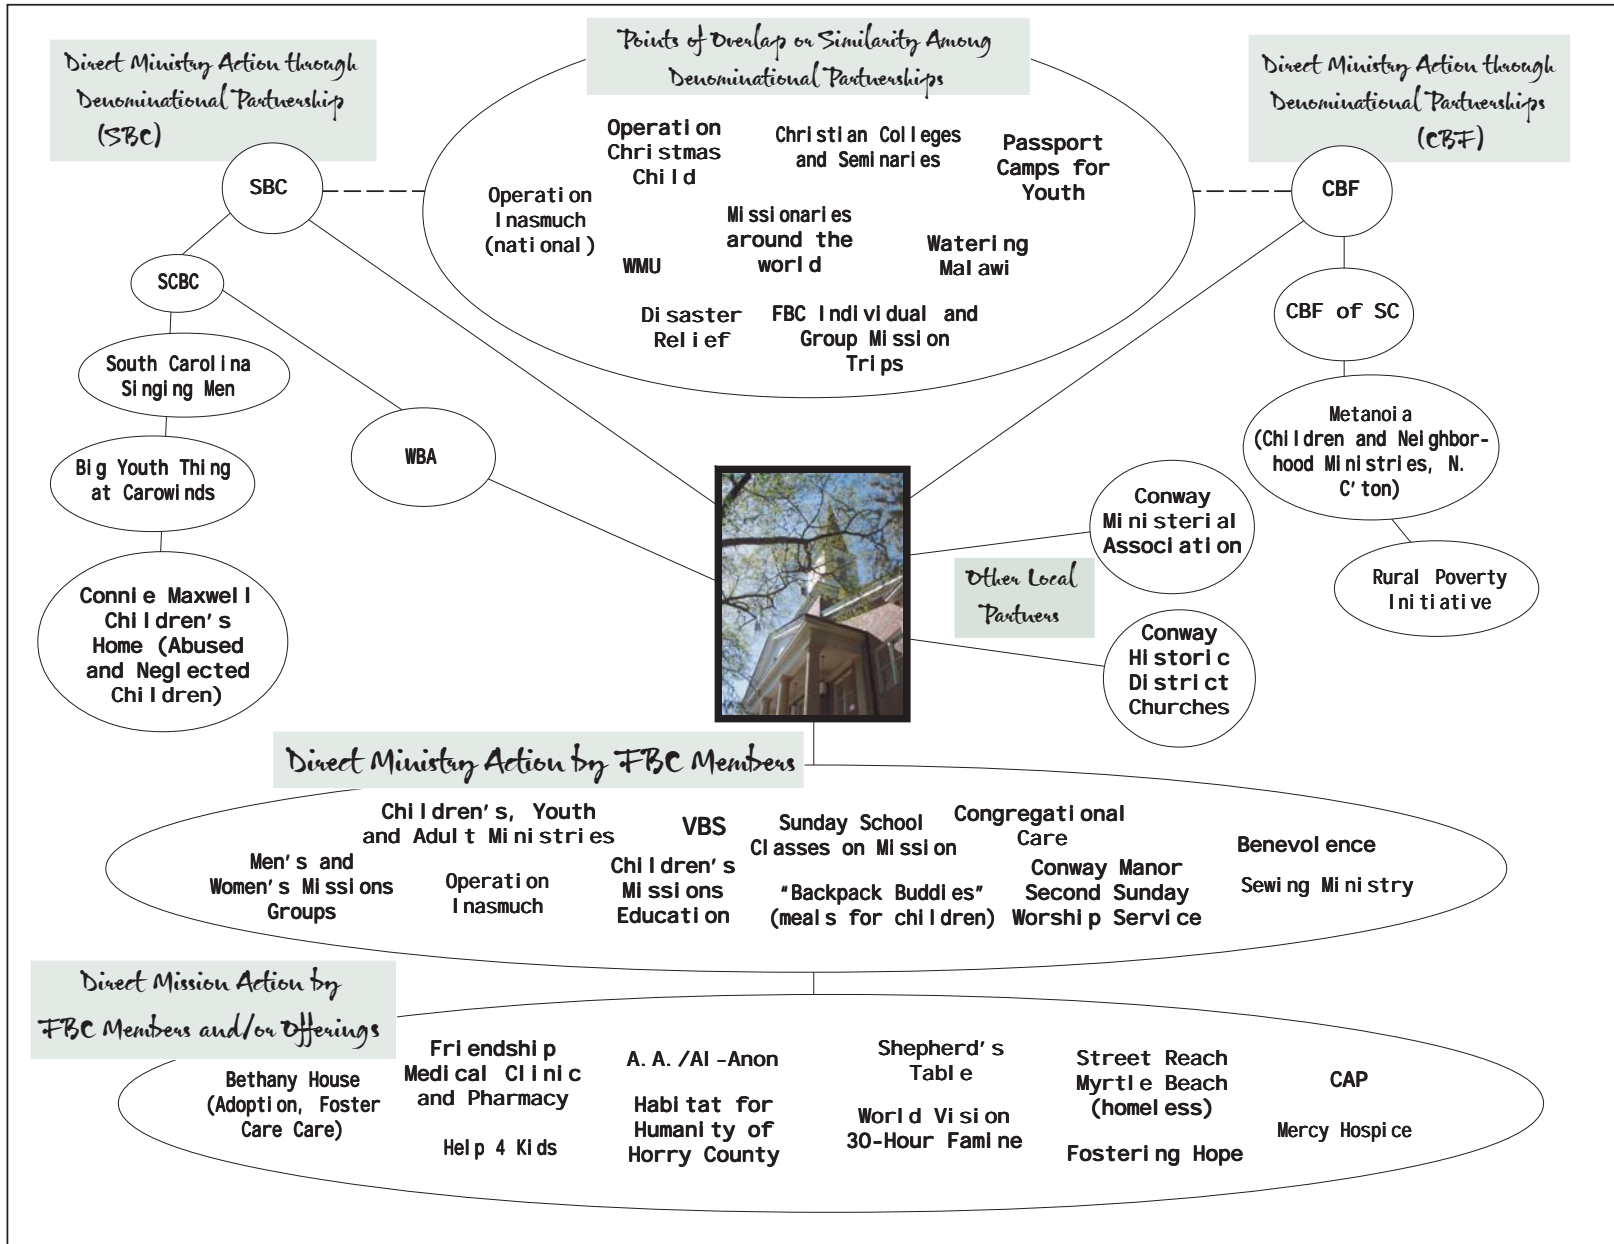 Direct Ministry Action through
Denominational Partnership
(SBC)
Points of Overlap or Similarity Among
Denominational Partnerships
Direct Ministry Action through
Denominational Partnerships
(CBF)
SBC
SCBC
South Carolina
Singing Men
Big Youth Thing
at Carowinds
Connie Maxwell
Children's
Home (Abused
and Neglected
Children)
WBA
Operation
Christmas
Child
Christian Colleges
and Seminaries
Passport
Camps for
Youth
Operation
Inasmuch
(national)
Missionaries
around the
world
WMU
Watering
Malawi
Disaster
Relief
FBC Individual and
Group Mission
Trips
CBF
CBF of SC
Metanoia
(Children and Neighbor-
hood Ministries, N.
C'ton)
Rural Poverty
Initiative
Conway
Ministerial
Association
Other Local
Partners
Conway
Historic
District
Churches
Direct Ministry Action by FBC Members
Children's, Youth
and Adult Ministries
VBS
Sunday School
Classes on Mission
Congregational
Care
Benevolence
Men's and
Women's Missions
Groups
Operation
Inasmuch
Children's
Missions
Education
"Backpack Buddies"
(meals for children)
Conway Manor
Second Sunday
Worship Service
Sewing Ministry
Direct Mission Action by
FBC Members and/or Offerings
Bethany House
(Adoption, Foster
Care Care)
Friendship
Medical Clinic
and Pharmacy
Help 4 Kids
A.A./Al-Anon
Habitat for
Humanity of
Horry County
Shepherd's
Table
World Vision
30-Hour Famine
Street Reach
Myrtle Beach
(homeless)
Fostering Hope
CAP
Mercy Hospice